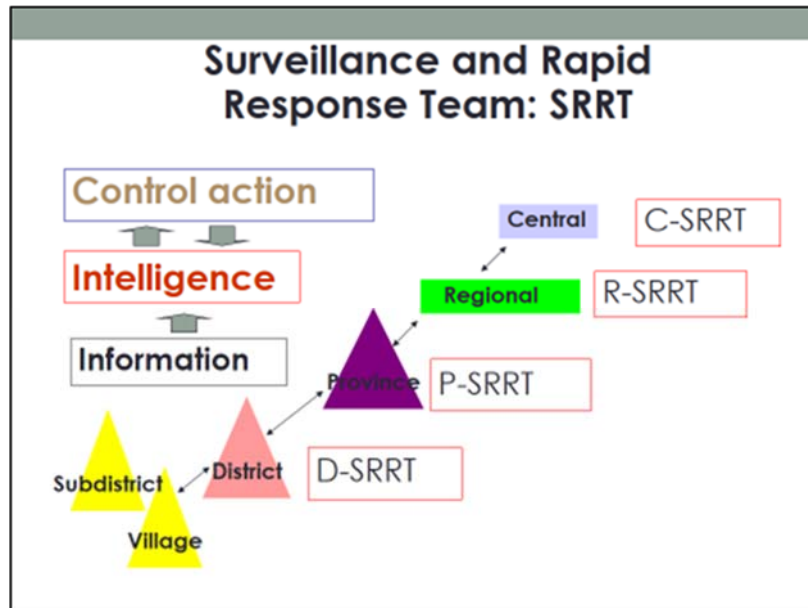 Surveillance and Rapid
Response Team: SRRT
Control action
Central
C-SRRT
Intelligence
Regional
R-SRRT
Information
Province
P-SRRT
District
D-SRRT
Subdistrict
Village